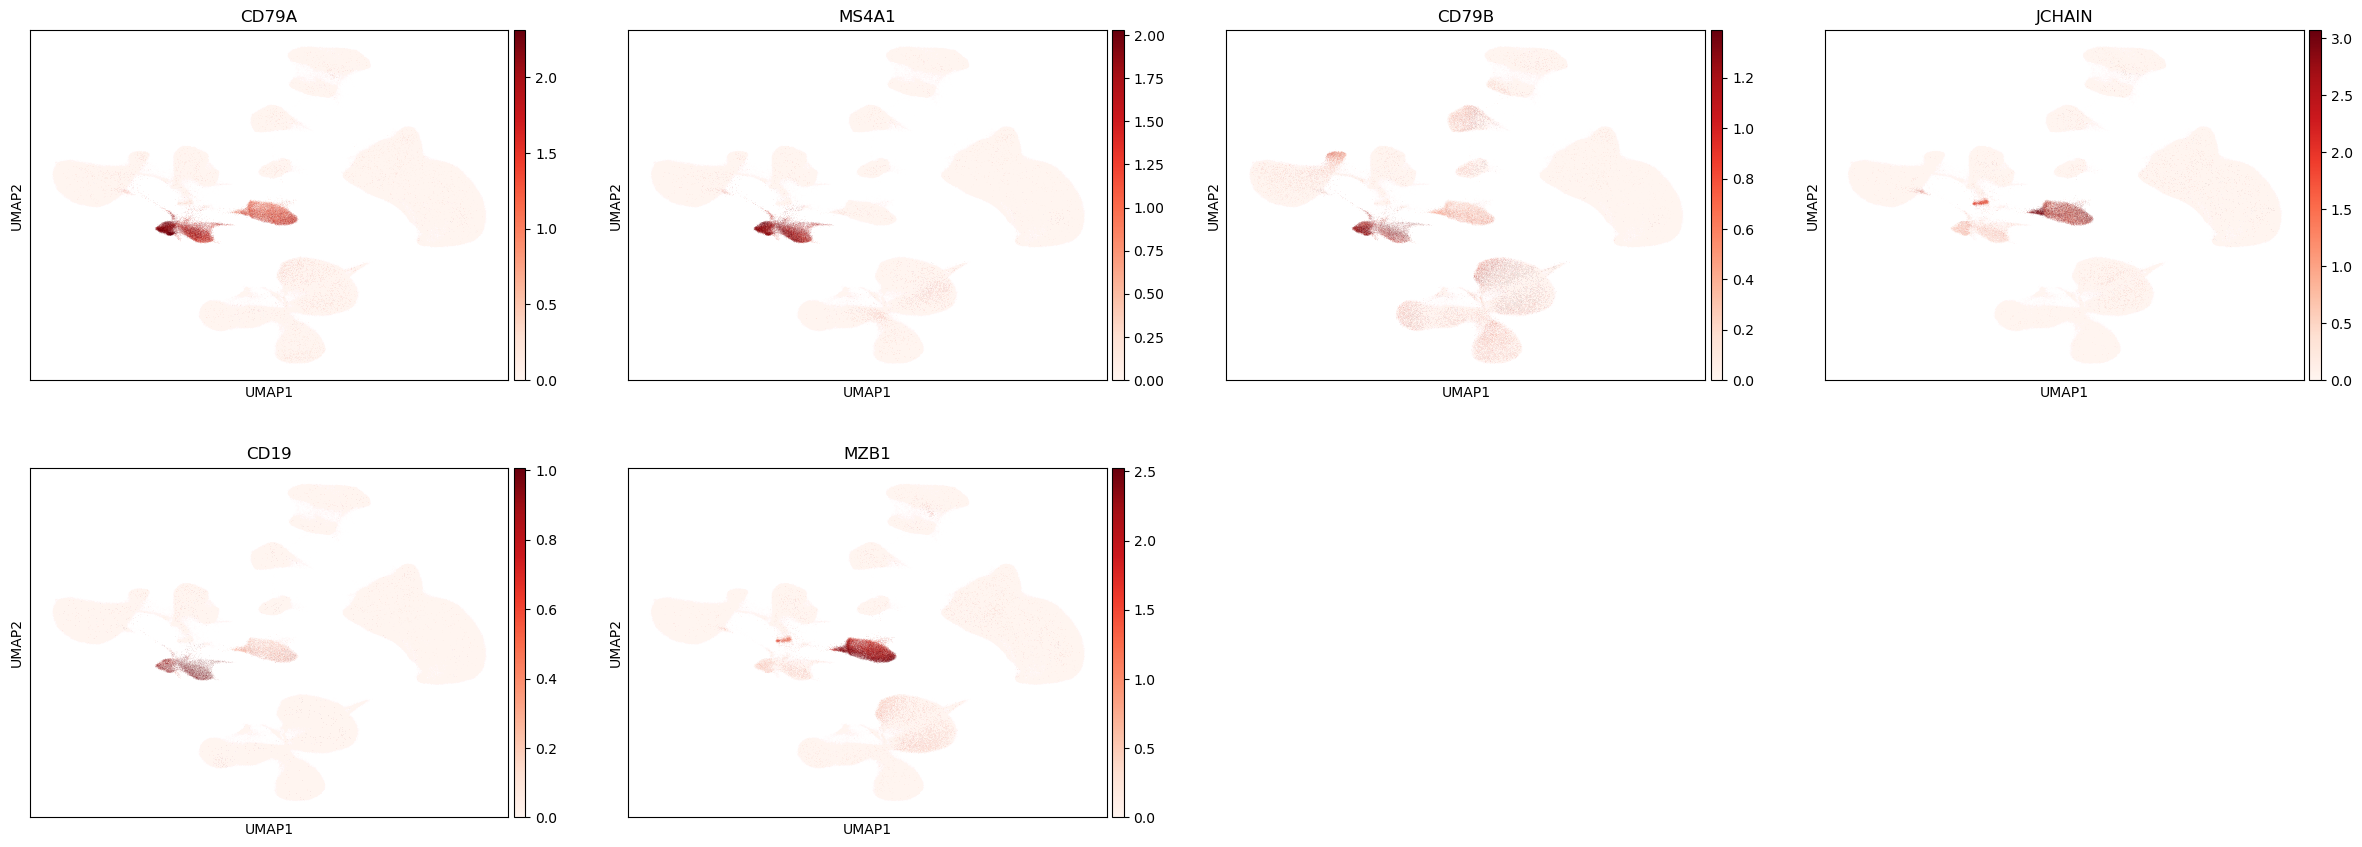 CD79A
MS4A1
CD79B
JCHAIN
2.0
1.5
1.0
0.5
0.0
2.00
1.75
1.50
1.25
1.00
0.75
0.50
0.25
0.00
1.2
1.0
0.8
0.6
0.4
0.2
0.0
3.0
2.5
2.0
1.5
1.0
0.5
0.0
UMAP2
UMAP2
UMAP2
UMAP2
UMAP1
UMAP1
UMAP1
UMAP1
CD19
MZB1
1.0
0.8
0.6
0.4
0.2
0.0
2.5
2.0
1.5
1.0
0.5
0.0
UMAP2
UMAP2
UMAP1
UMAP1